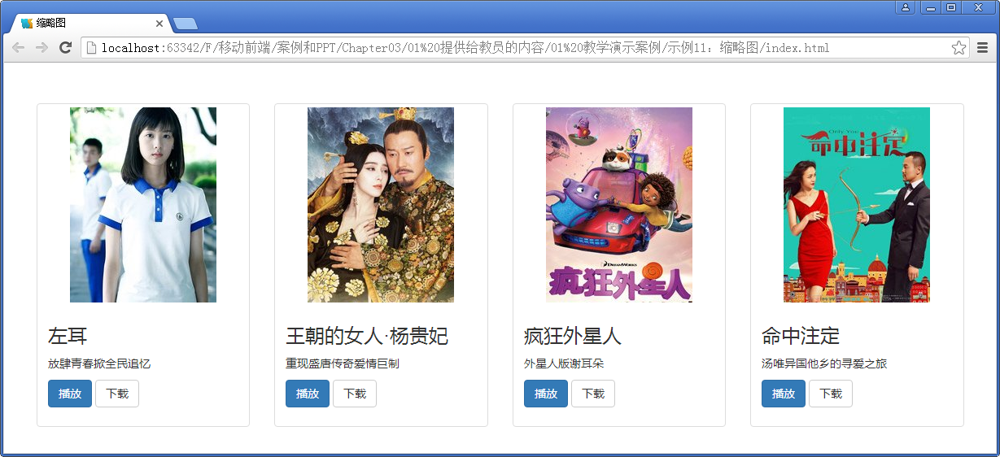 缩略图
localhost:63342/F/移动前端/案例和PPT/Chapter03/01%20提供给教员的内容/01%20教学演示案例/示例11：缩略图/index.html
DREAMWORKS
疯狂外星人
Only You
命中注定
左耳
放肆青春掀全民追忆
播放 下载
王朝的女人·杨贵妃
重现盛唐传奇爱情巨制
播放 下载
疯狂外星人
外星人版谢耳朵
播放 下载
命中注定
汤唯异国他乡的寻爱之旅
播放 下载